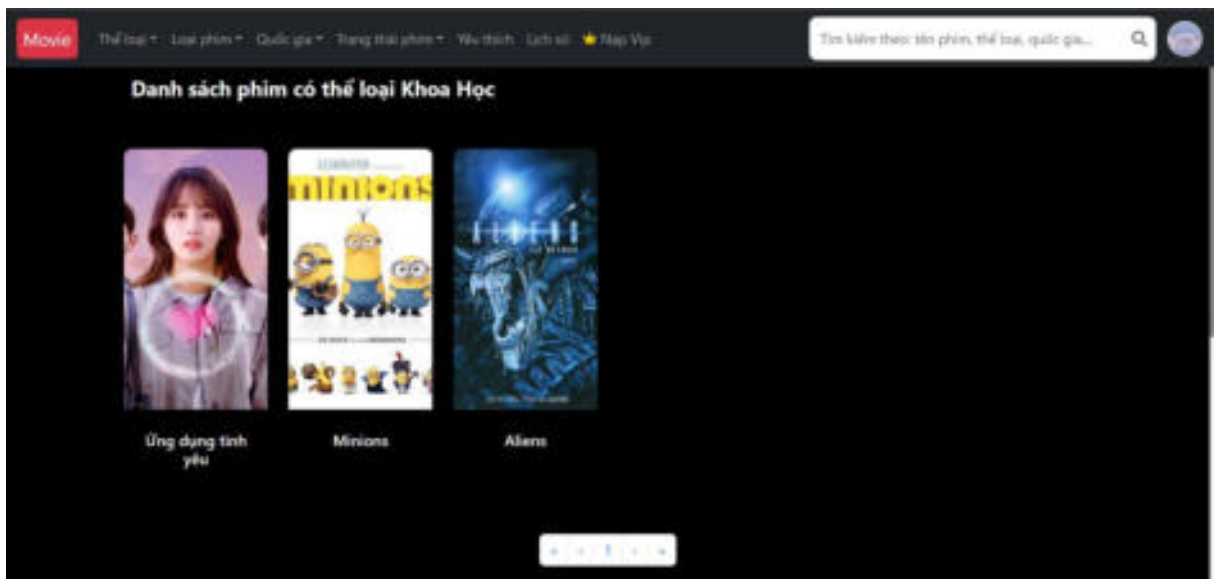 Movie Thể loại Loại phim Quốc gia Trạng thái phim Yêu thích Lịch sử Nạp Vip Tìm kiếm theo: tên phim, thể loại, quốc gia...
Danh sách phim có thể loại Khoa Học
minions
ALIENS
Ứng dụng tình
yêu
Minions
Aliens
« ‹ 1 › »